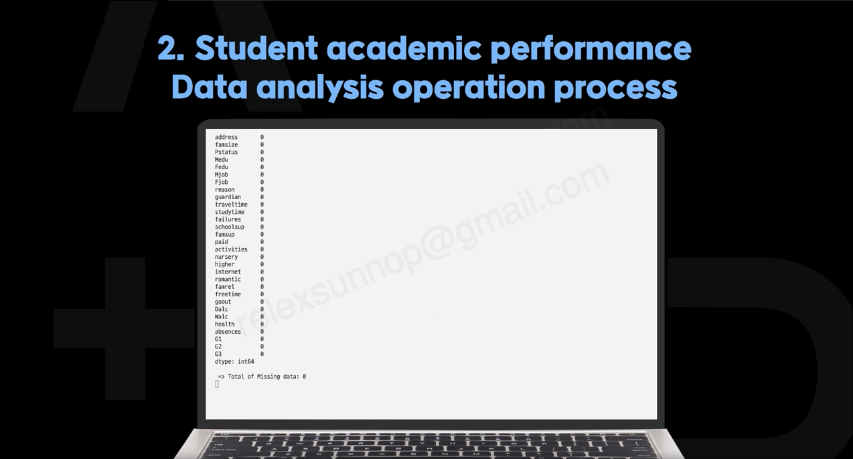 2. Student academic performance
Data analysis operation process
address 0
famsize 0
Pstatus 0
Medu 0
Fedu 0
Mjob 0
Fjob 0
reason 0
guardian 0
traveltime 0
studytime 0
failures 0
schoolsup 0
famsup 0
paid 0
activities 0
nursery 0
higher 0
internet 0
romantic 0
famrel 0
freetime 0
goout 0
Dalc 0
Walc 0
health 0
absences 0
G1 0
G2 0
G3 0
dtype: int64
=> Total of Missing data: 0
relexsunnop@gmail.com